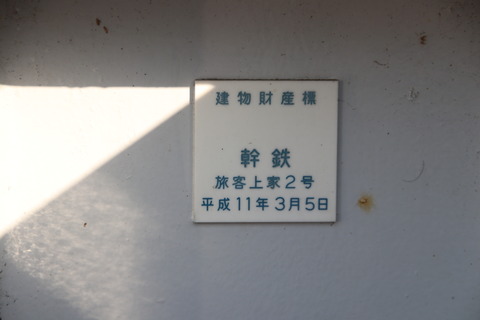 建物財産標
幹鉄
旅客上家2号
平成11年3月5日